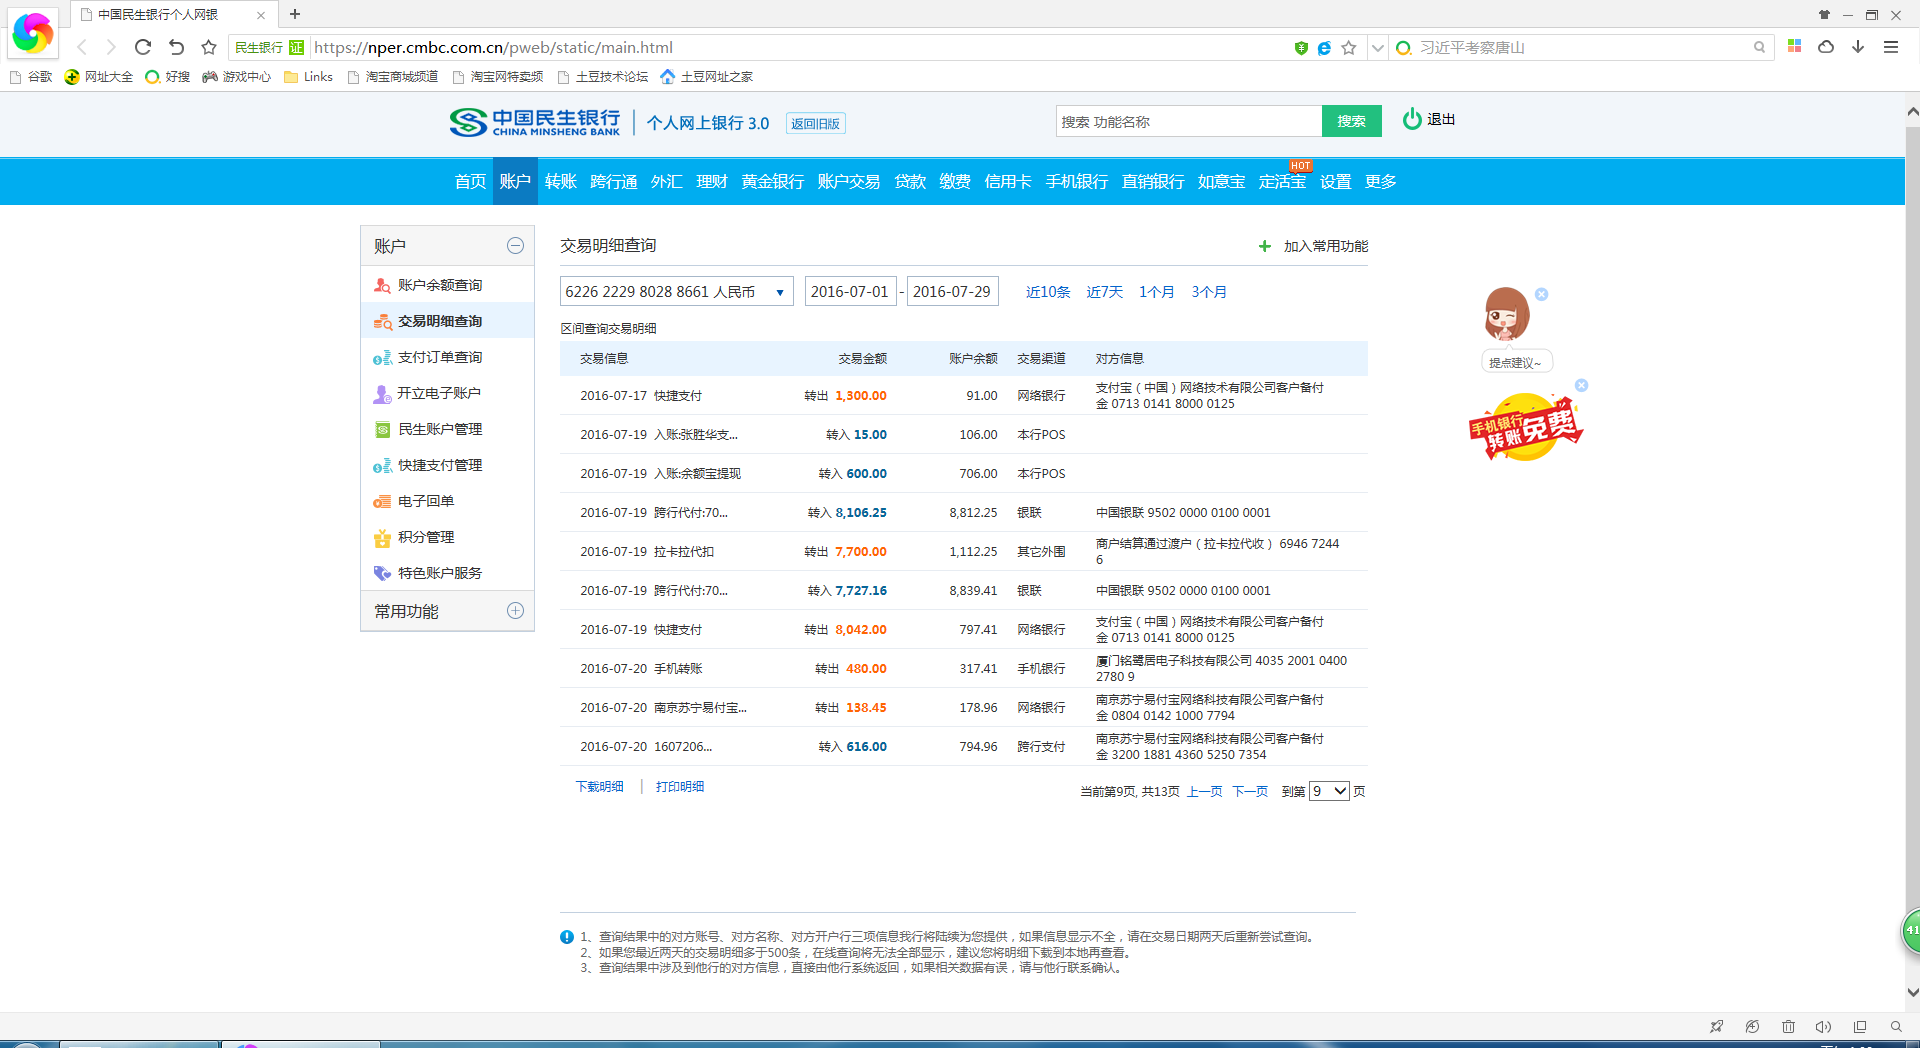 中国民生银行个人网银
民生银行 证 https://nper.cmbc.com.cn/pweb/static/main.html 习近平考察唐山
谷歌 网址大全 好搜 游戏中心 Links 淘宝商城频道 淘宝网特卖频 土豆技术论坛 土豆网址之家
中国民生银行 CHINA MINSHENG BANK 个人网上银行 3.0 返回旧版 搜索 功能名称 搜索 退出
HOT
首页 账户 转账 跨行通 外汇 理财 黄金银行 账户交易 贷款 缴费 信用卡 手机银行 直销银行 如意宝 定活宝 设置 更多
账户
账户余额查询
交易明细查询
支付订单查询
开立电子账户
民生账户管理
快捷支付管理
电子回单
积分管理
特色账户服务
常用功能
交易明细查询 加入常用功能
6226 2229 8028 8661 人民币 2016-07-01 - 2016-07-29 近10条 近7天 1个月 3个月
区间查询交易明细
交易信息 交易金额 账户余额 交易渠道 对方信息
2016-07-17 快捷支付 转出 1,300.00 91.00 网络银行 支付宝（中国）网络技术有限公司客户备付
金 0713 0141 8000 0125
2016-07-19 入账:张胜华支... 转入 15.00 106.00 本行POS
2016-07-19 入账:余额宝提现 转入 600.00 706.00 本行POS
2016-07-19 跨行代付:70... 转入 8,106.25 8,812.25 银联 中国银联 9502 0000 0100 0001
2016-07-19 拉卡拉代扣 转出 7,700.00 1,112.25 其它外围 商户结算通过渡户（拉卡拉代收） 6946 7244
6
2016-07-19 跨行代付:70... 转入 7,727.16 8,839.41 银联 中国银联 9502 0000 0100 0001
2016-07-19 快捷支付 转出 8,042.00 797.41 网络银行 支付宝（中国）网络技术有限公司客户备付
金 0713 0141 8000 0125
2016-07-20 手机转账 转出 480.00 317.41 手机银行 厦门铭鹭居电子科技有限公司 4035 2001 0400
2780 9
2016-07-20 南京苏宁易付宝... 转出 138.45 178.96 网络银行 南京苏宁易付宝网络科技有限公司客户备付
金 0804 0142 1000 7794
2016-07-20 1607206... 转入 616.00 794.96 跨行支付 南京苏宁易付宝网络科技有限公司客户备付
金 3200 1881 4360 5250 7354
下载明细 | 打印明细
当前第9页, 共13页 上一页 下一页 到第 9 页
提点建议~
手机银行
转账免费
1、查询结果中的对方账号、对方名称、对方开户行三项信息我行将陆续为您提供，如果信息显示不全，请在交易日期两天后重新尝试查询。
2、如果您最近两天的交易明细多于500条，在线查询将无法全部显示，建议您将明细下载到本地再查看。
3、查询结果中涉及到他行的对方信息，直接由他行系统返回，如果相关数据有误，请与他行联系确认。
41